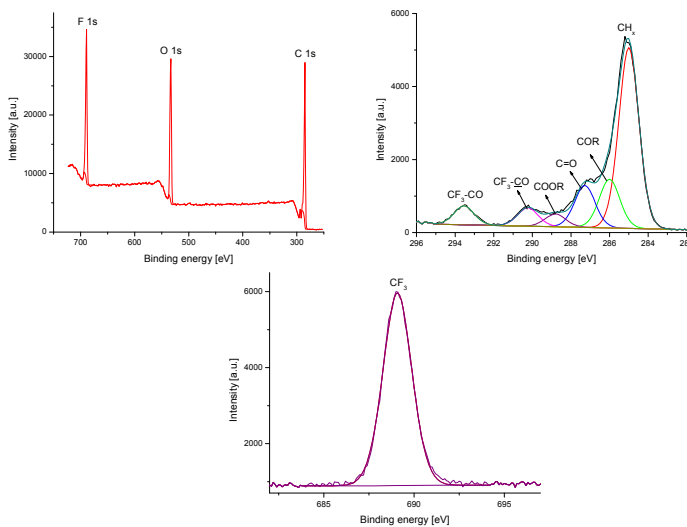 F 1s
O 1s
C 1s
30000
20000
10000
0
Intensity [a.u.]
700
600
500
400
300
Binding energy [eV]
CHₓ
COR
C=O
CF₃-CO
COOR
CF₃-CO
6000
4000
2000
0
Intensity [a.u.]
296
294
292
290
288
286
284
Binding energy [eV]
CF₃
6000
4000
2000
Intensity [a.u.]
685
690
695
Binding energy [eV]